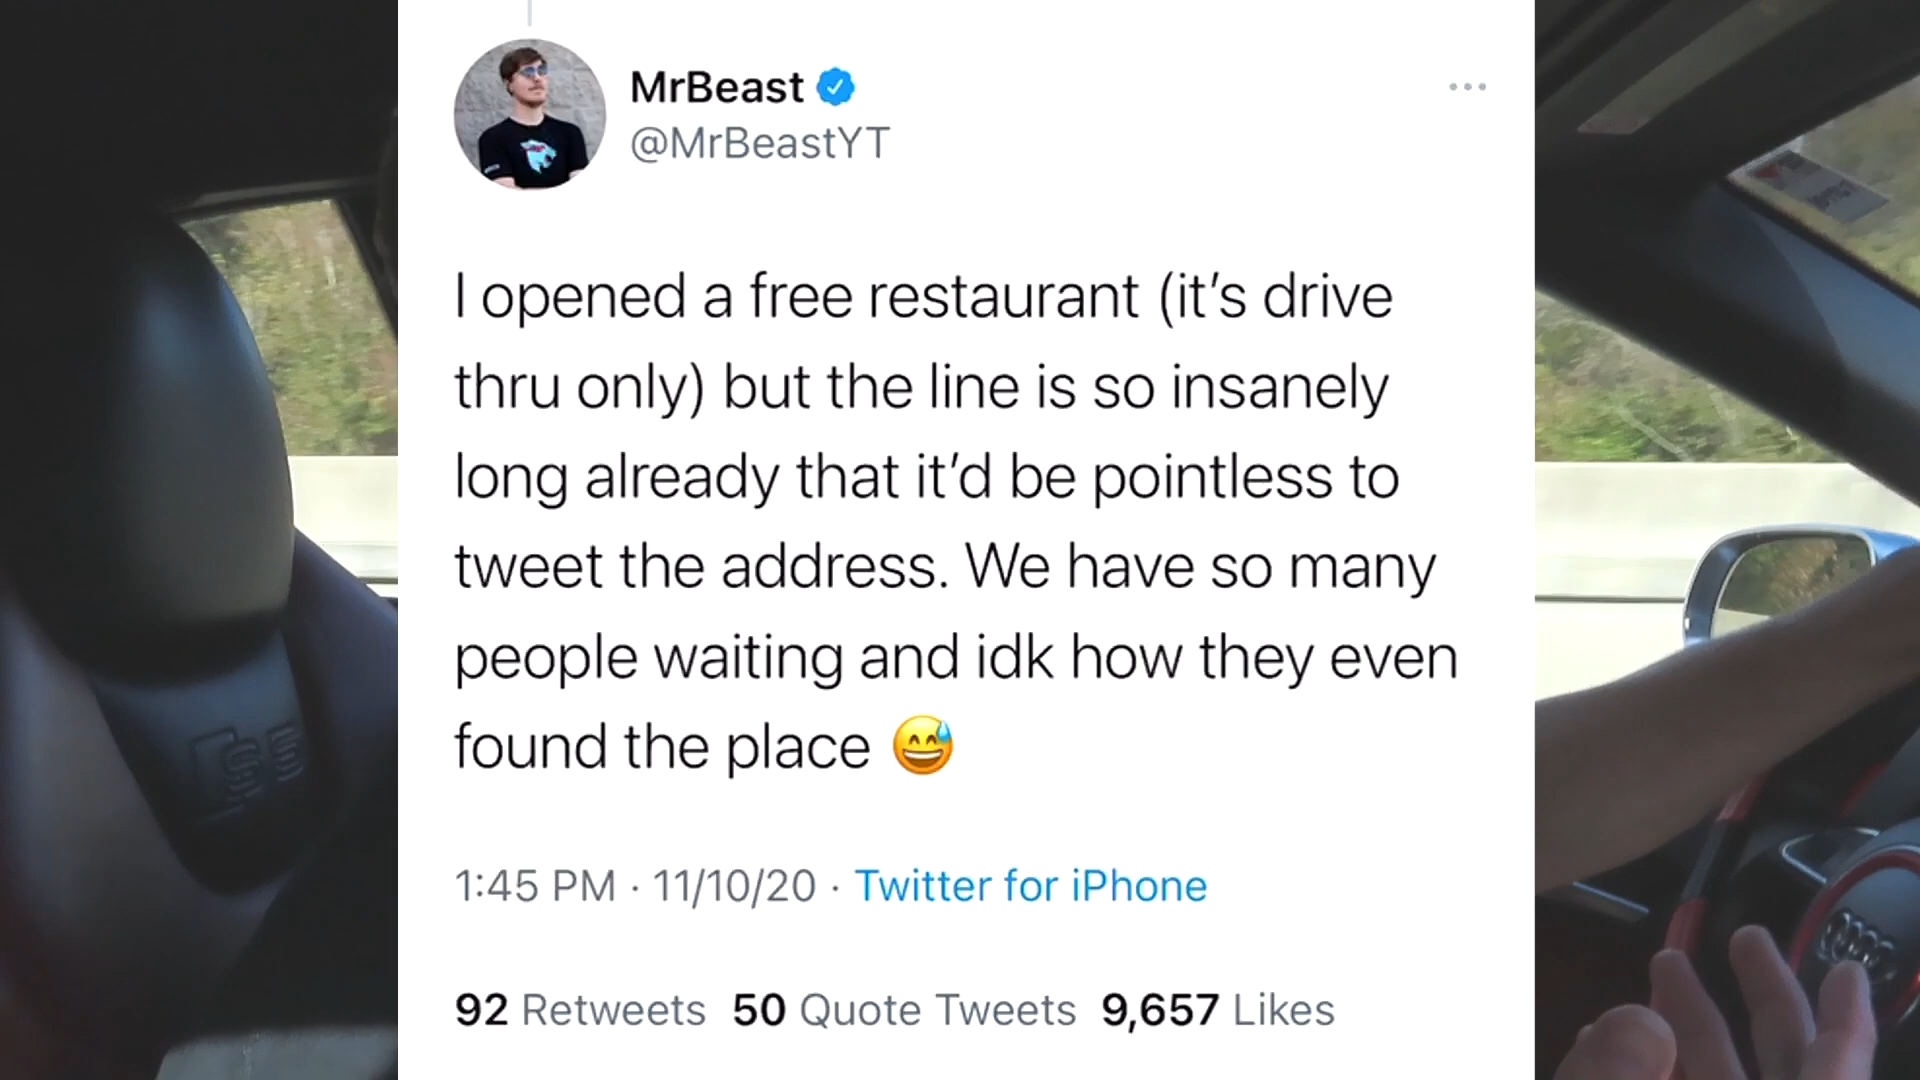 MrBeast
@MrBeastYT
I opened a free restaurant (it’s drive
thru only) but the line is so insanely
long already that it’d be pointless to
tweet the address. We have so many
people waiting and idk how they even
found the place 😅
1:45 PM · 11/10/20 · Twitter for iPhone
92 Retweets 50 Quote Tweets 9,657 Likes
S5